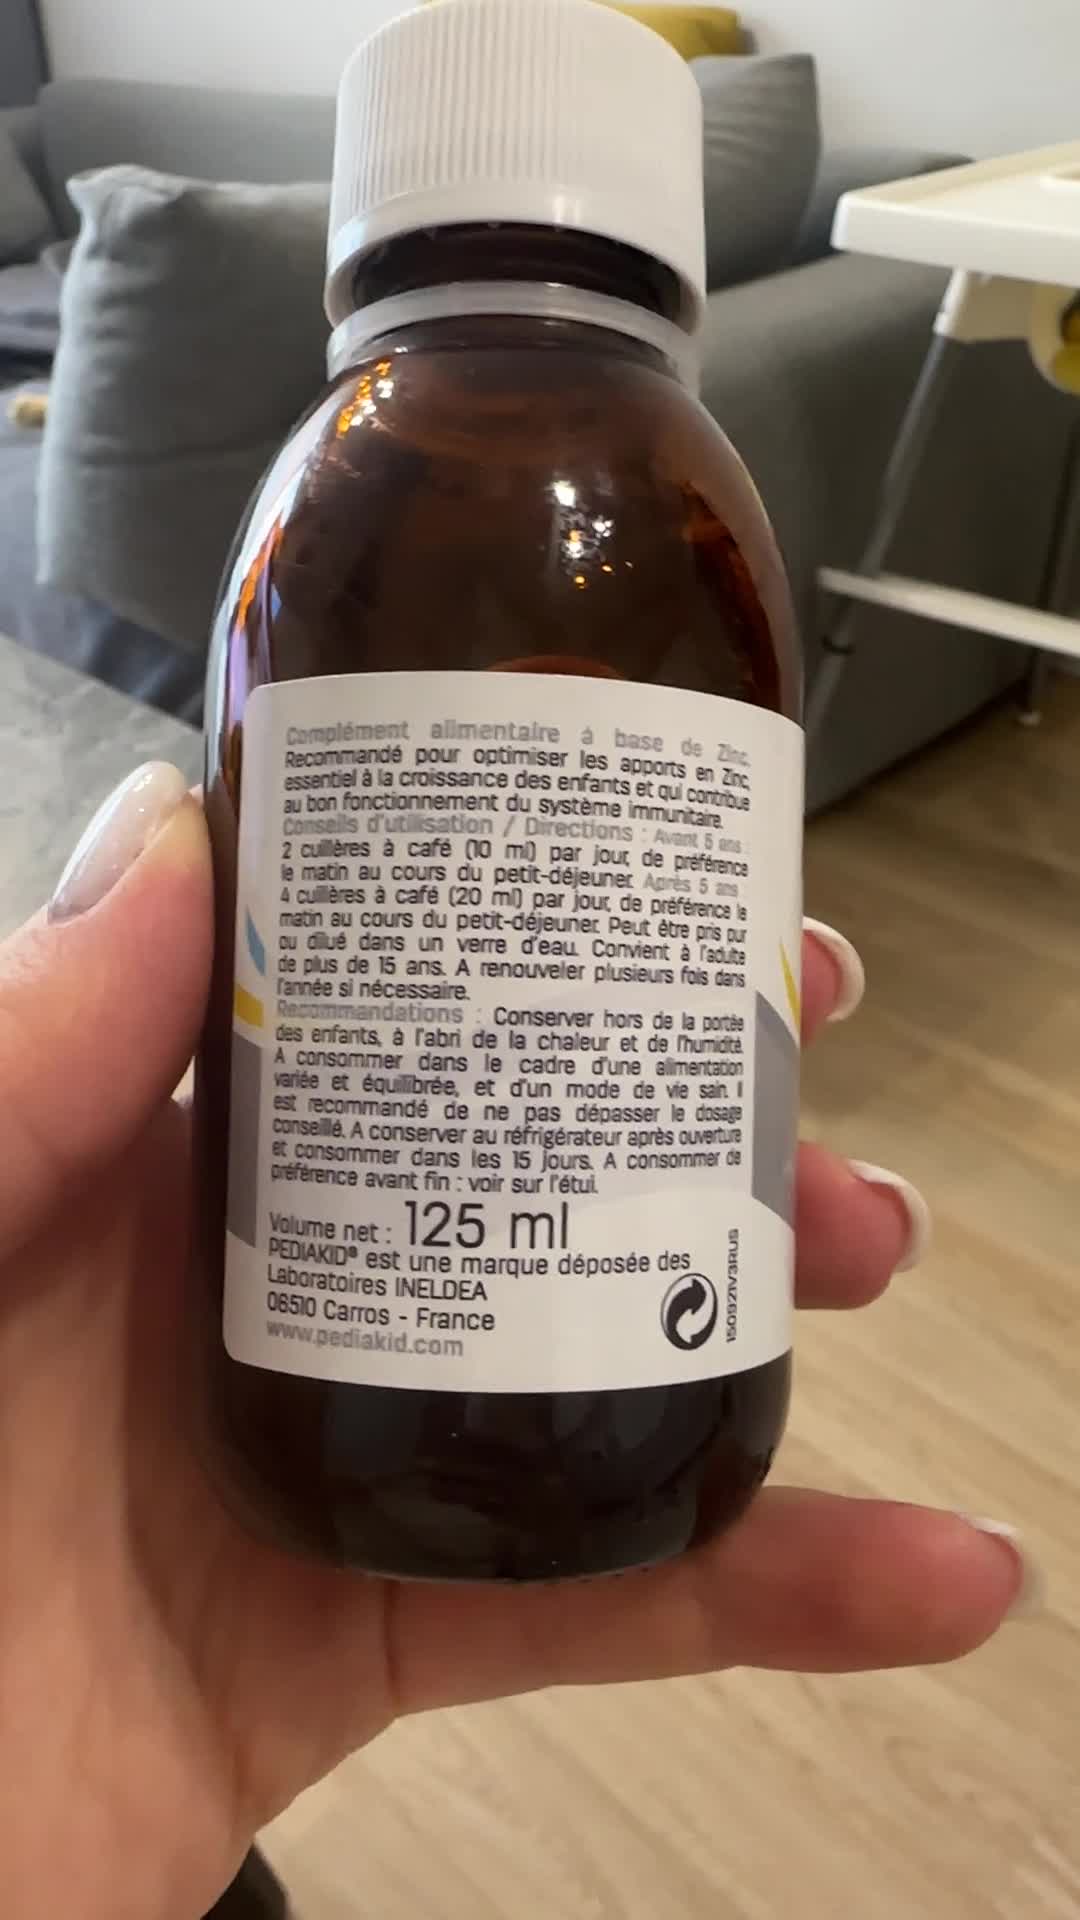 Complément alimentaire à base de Zinc.
Recommandé pour optimiser les apports en Zinc,
essentiel à la croissance des enfants et qui contribue
au bon fonctionnement du système immunitaire.
Conseils d'utilisation / Directions : Avant 5 ans :
2 cuillères à café (10 ml) par jour, de préférence
le matin au cours du petit-déjeuner. Après 5 ans :
4 cuillères à café (20 ml) par jour, de préférence le
matin au cours du petit-déjeuner. Peut être pris pur
ou dilué dans un verre d'eau. Convient à l'adulte
de plus de 15 ans. A renouveler plusieurs fois dans
l'année si nécessaire.
Recommandations : Conserver hors de la portée
des enfants, à l'abri de la chaleur et de l'humidité.
A consommer dans le cadre d'une alimentation
variée et équilibrée, et d'un mode de vie sain. Il
est recommandé de ne pas dépasser le dosage
conseillé. A conserver au réfrigérateur après ouverture
et consommer dans les 15 jours. A consommer de
préférence avant fin : voir sur l'étui.
Volume net : 125 ml
PEDIAKID® est une marque déposée des
Laboratoires INELDEA
06510 Carros - France
www.pediakid.com
150921V3RUS